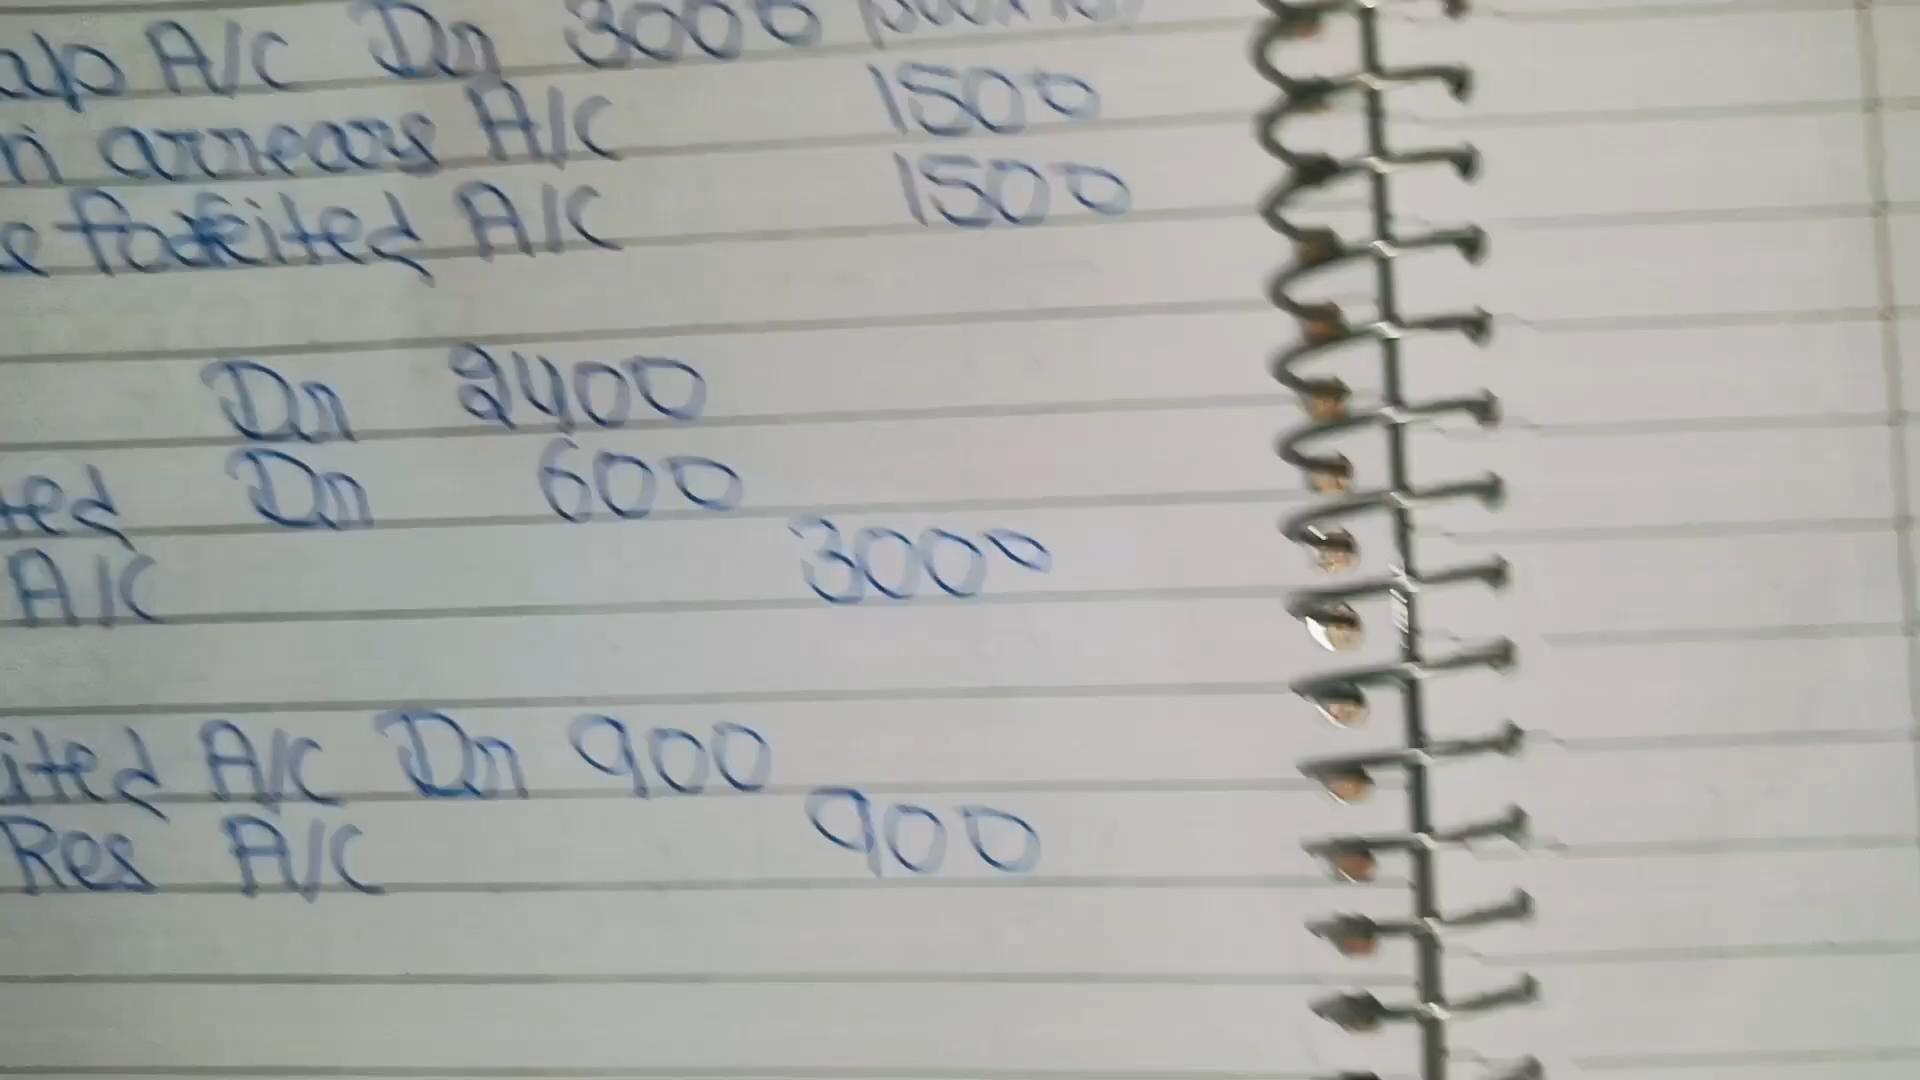 ap A/C Dr 3000
n arrears A/C 1500
e forfeited A/C 1500
Dr 2400
ted Dr 600
A/C 3000
ited A/C Dr 900
Res A/C 900